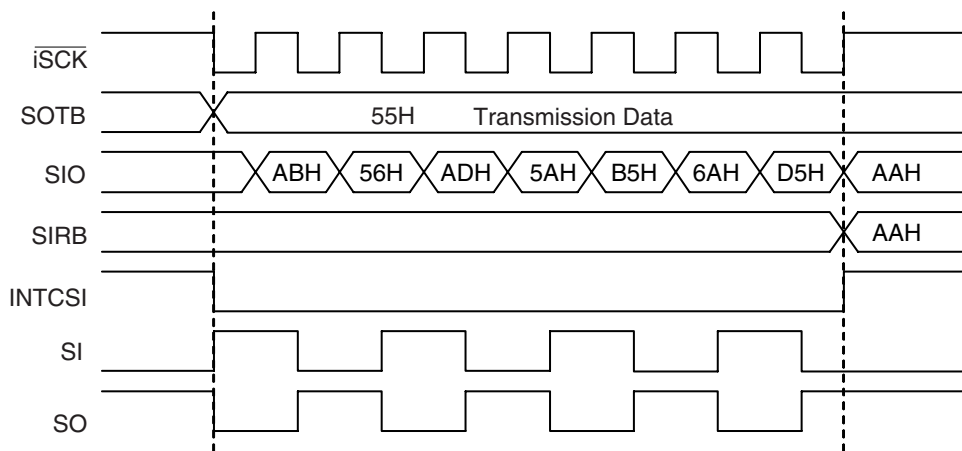 iSCK
SOTB 55H Transmission Data
SIO ABH 56H ADH 5AH B5H 6AH D5H AAH
SIRB AAH
INTCSI
SI
SO